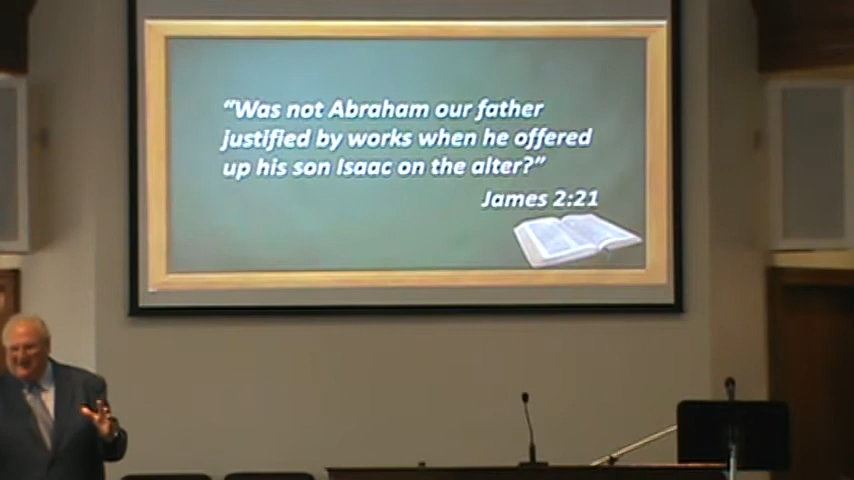 “Was not Abraham our father
justified by works when he offered
up his son Isaac on the alter?”
James 2:21